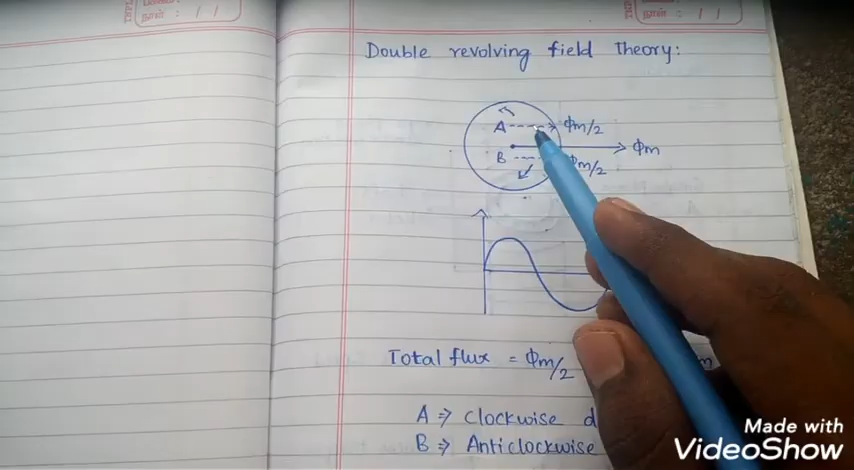 நாள் : / /
நாள் : / /
Double revolving field Theory:
A ϕm/2
ϕm
B ϕm/2
Total flux = ϕm/2
A ⇒ Clockwise d
B ⇒ Anticlockwise
Made with
VideoShow